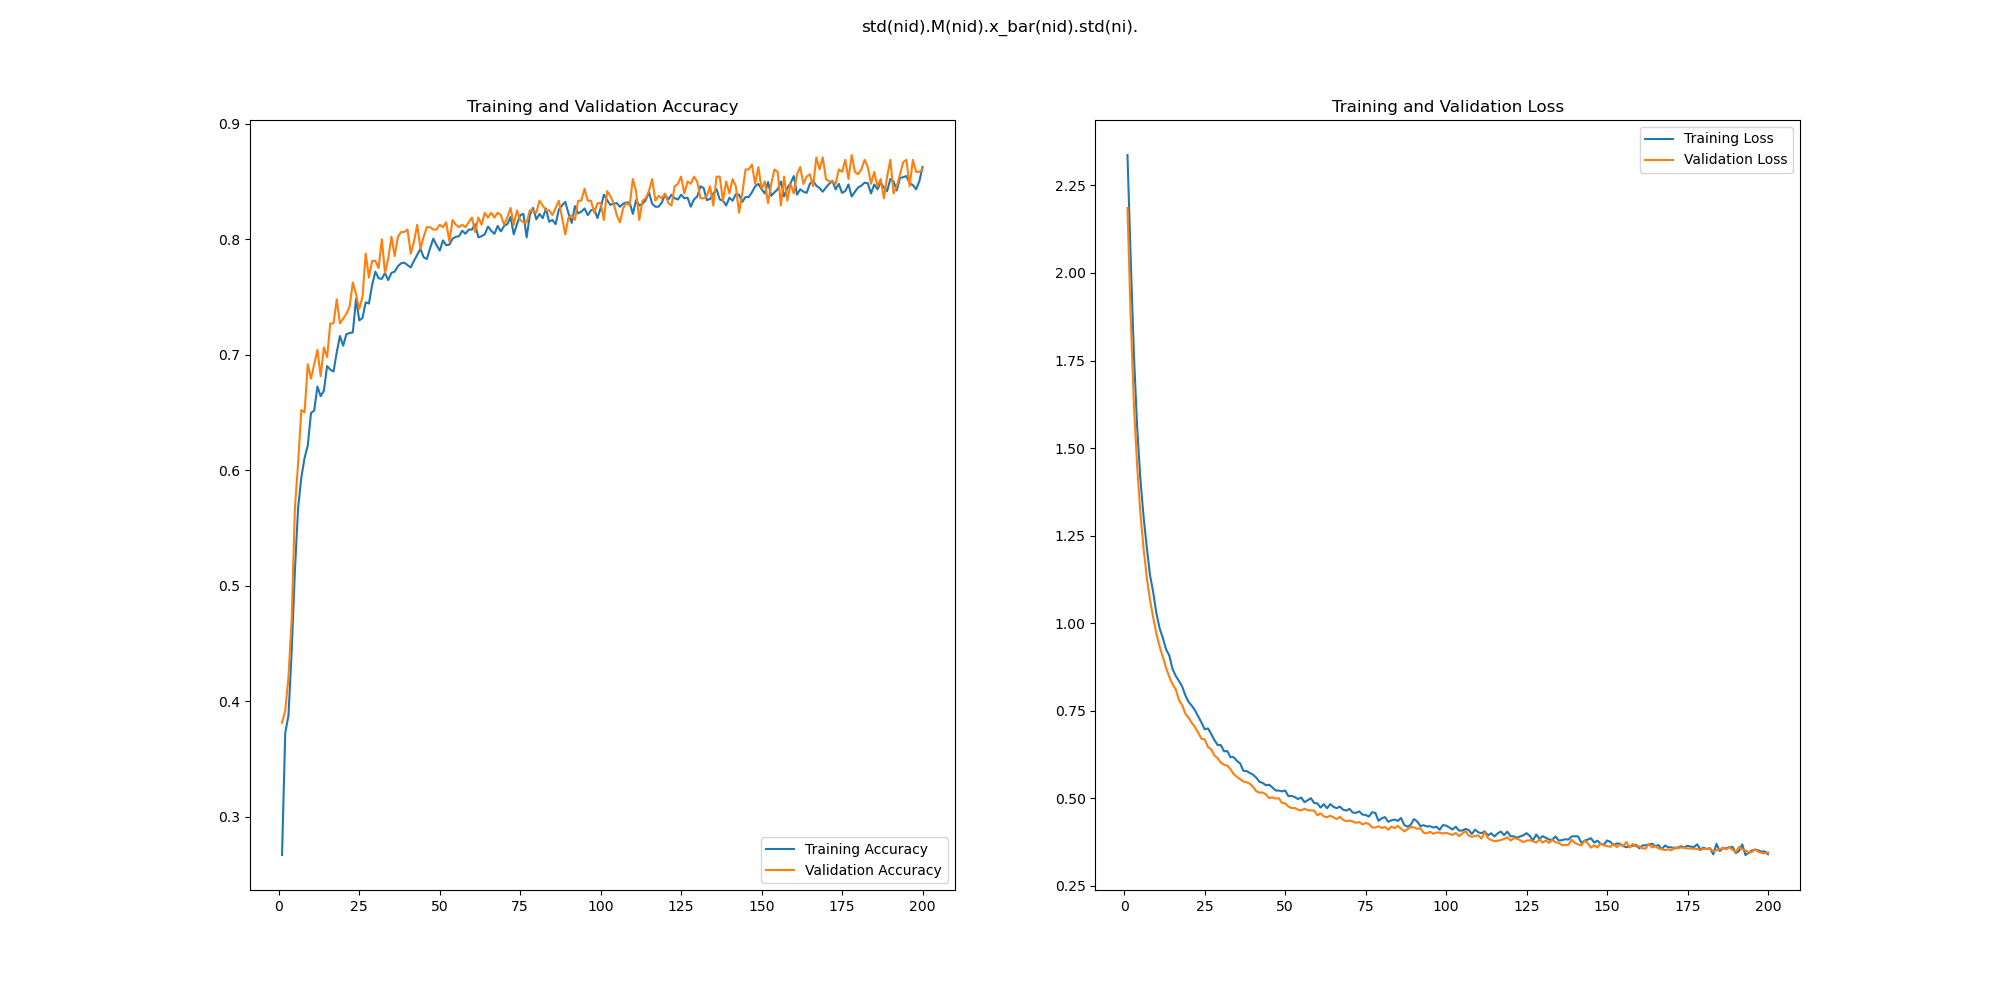 std(nid).M(nid).x_bar(nid).std(ni).
Training and Validation Accuracy
0.9
0.8
0.7
0.6
0.5
0.4
0.3
Training Accuracy
Validation Accuracy
0 25 50 75 100 125 150 175 200
Training and Validation Loss
Training Loss
Validation Loss
2.25
2.00
1.75
1.50
1.25
1.00
0.75
0.50
0.25
0 25 50 75 100 125 150 175 200